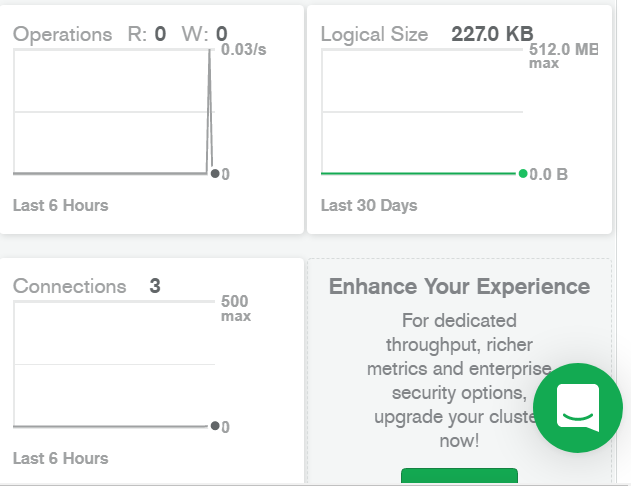 Operations R: 0 W: 0
0.03/s
0
Last 6 Hours
Logical Size 227.0 KB
512.0 MB
max
0.0 B
Last 30 Days
Connections 3
500
max
0
Last 6 Hours
Enhance Your Experience
For dedicated
throughput, richer
metrics and enterprise
security options,
upgrade your cluste
now!